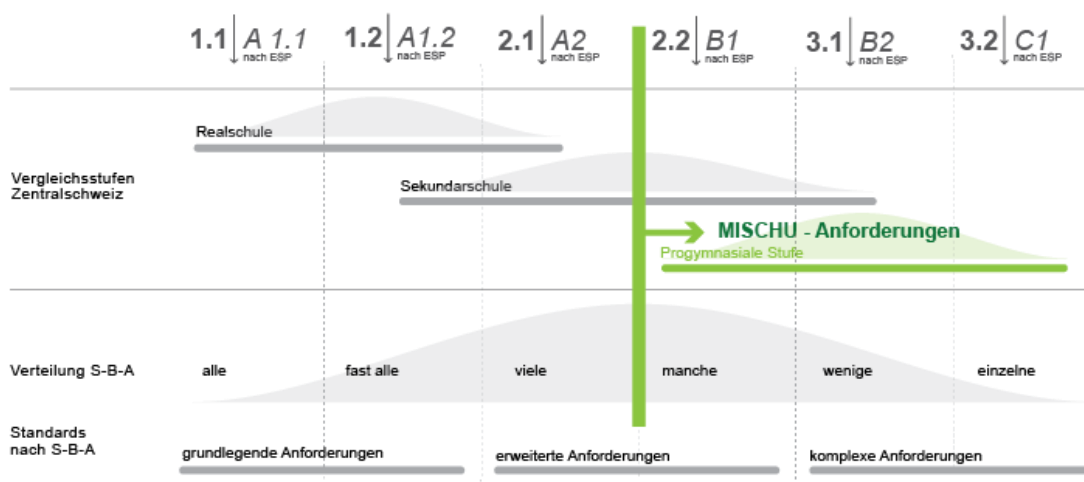 1.1 A 1.1 nach ESP 1.2 A1.2 nach ESP 2.1 A2 nach ESP 2.2 B1 nach ESP 3.1 B2 nach ESP 3.2 C1 nach ESP
Realschule
Vergleichsstufen
Zentralschweiz
Sekundarschule
MISCHU - Anforderungen
Progymnasiale Stufe
Verteilung S-B-A alle fast alle viele manche wenige einzelne
Standards
nach S-B-A
grundlegende Anforderungen erweiterte Anforderungen komplexe Anforderungen